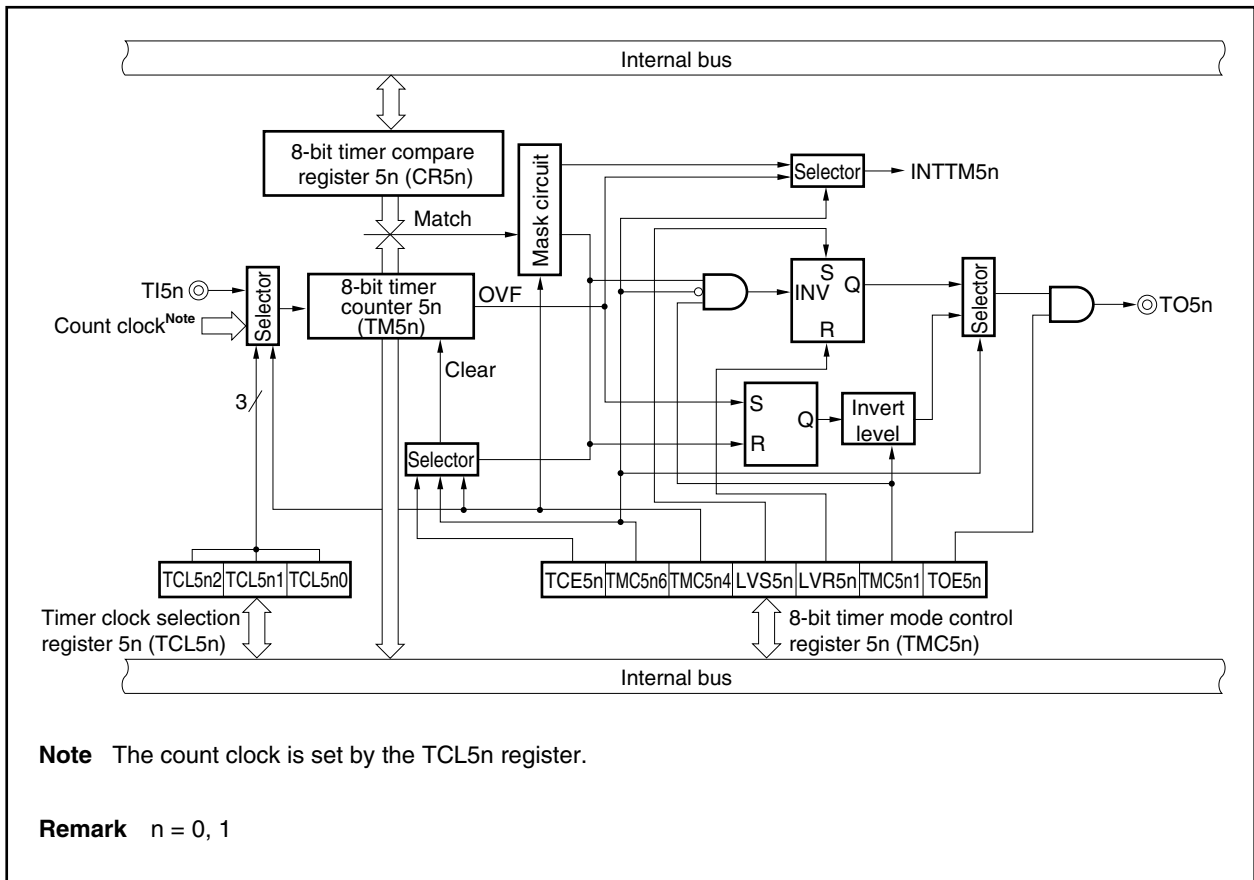 Internal bus
8-bit timer compare
register 5n (CR5n)
Match
Mask circuit
Selector
INTTM5n
TI5n
Count clockNote
Selector
8-bit timer
counter 5n
(TM5n)
OVF
Clear
3
S
INV
Q
R
Selector
TO5n
S
Q
R
Invert
level
Selector
TCL5n2 TCL5n1 TCL5n0
TCE5n TMC5n6 TMC5n4 LVS5n LVR5n TMC5n1 TOE5n
Timer clock selection
register 5n (TCL5n)
8-bit timer mode control
register 5n (TMC5n)
Internal bus
Note The count clock is set by the TCL5n register.
Remark n = 0, 1